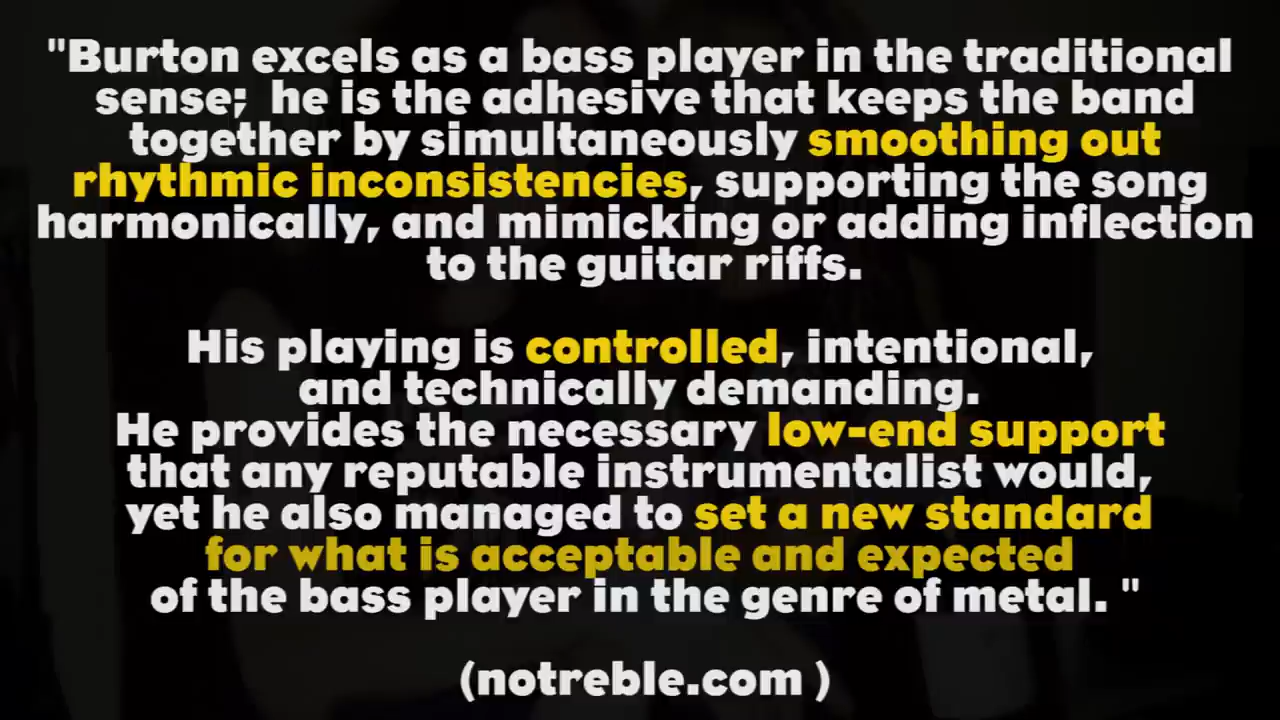 "Burton excels as a bass player in the traditional
sense;  he is the adhesive that keeps the band
together by simultaneously smoothing out
rhythmic inconsistencies, supporting the song
harmonically, and mimicking or adding inflection
to the guitar riffs.
His playing is controlled, intentional,
and technically demanding.
He provides the necessary low-end support
that any reputable instrumentalist would,
yet he also managed to set a new standard
for what is acceptable and expected
of the bass player in the genre of metal. "
(notreble.com )